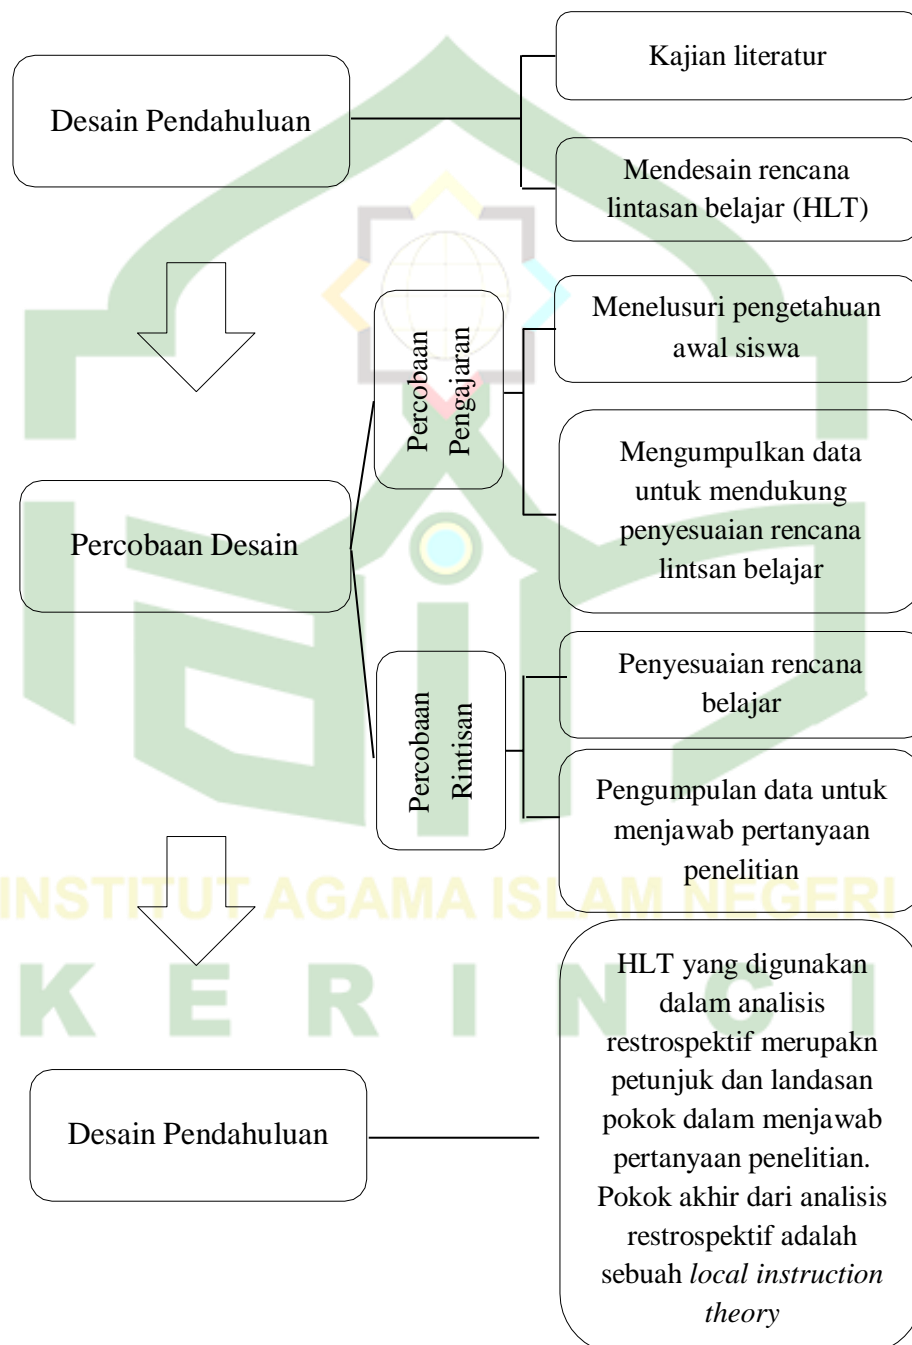 Desain Pendahuluan
Kajian literatur
Mendesain rencana
lintasan belajar (HLT)
Percobaan Desain
Percobaan
Pengajaran
Menelusuri pengetahuan
awal siswa
Mengumpulkan data
untuk mendukung
penyesuaian rencana
lintsan belajar
Percobaan
Rintisan
Penyesuaian rencana
belajar
Pengumpulan data untuk
menjawab pertanyaan
penelitian
INSTITUT AGAMA ISLAM NEGERI
KERINCI
Desain Pendahuluan
HLT yang digunakan
dalam analisis
restrospektif merupakn
petunjuk dan landasan
pokok dalam menjawab
pertanyaan penelitian.
Pokok akhir dari analisis
restrospektif adalah
sebuah local instruction
theory